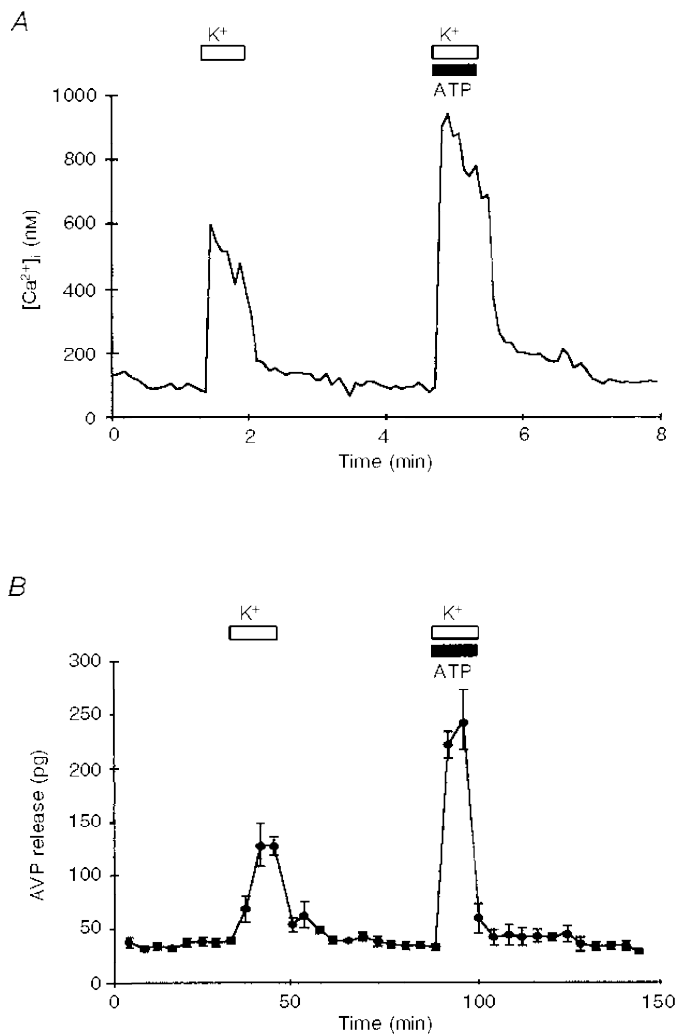 A
K⁺ K⁺
ATP
1000
800
600
400
200
0
[Ca²⁺]ᵢ (nM)
0 2 4 6 8
Time (min)
B
K⁺ K⁺
ATP
300
250
200
150
100
50
0
AVP release (pg)
0 50 100 150
Time (min)